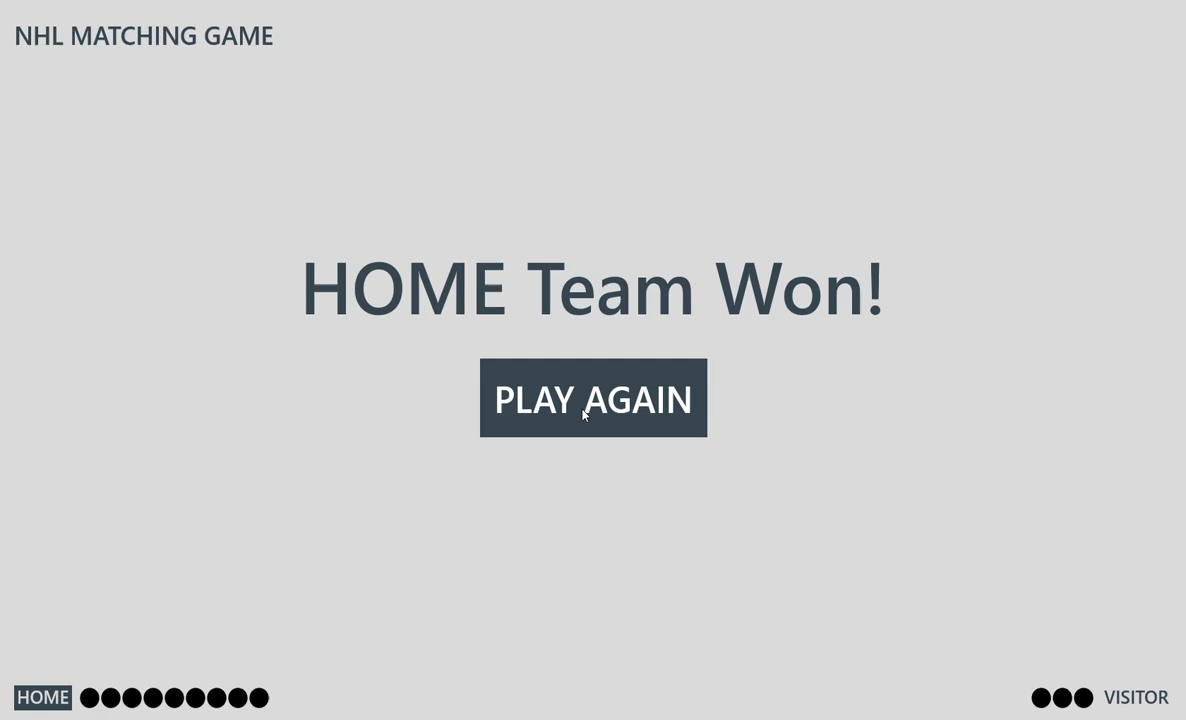 NHL MATCHING GAME
HOME Team Won!
PLAY AGAIN
HOME
VISITOR